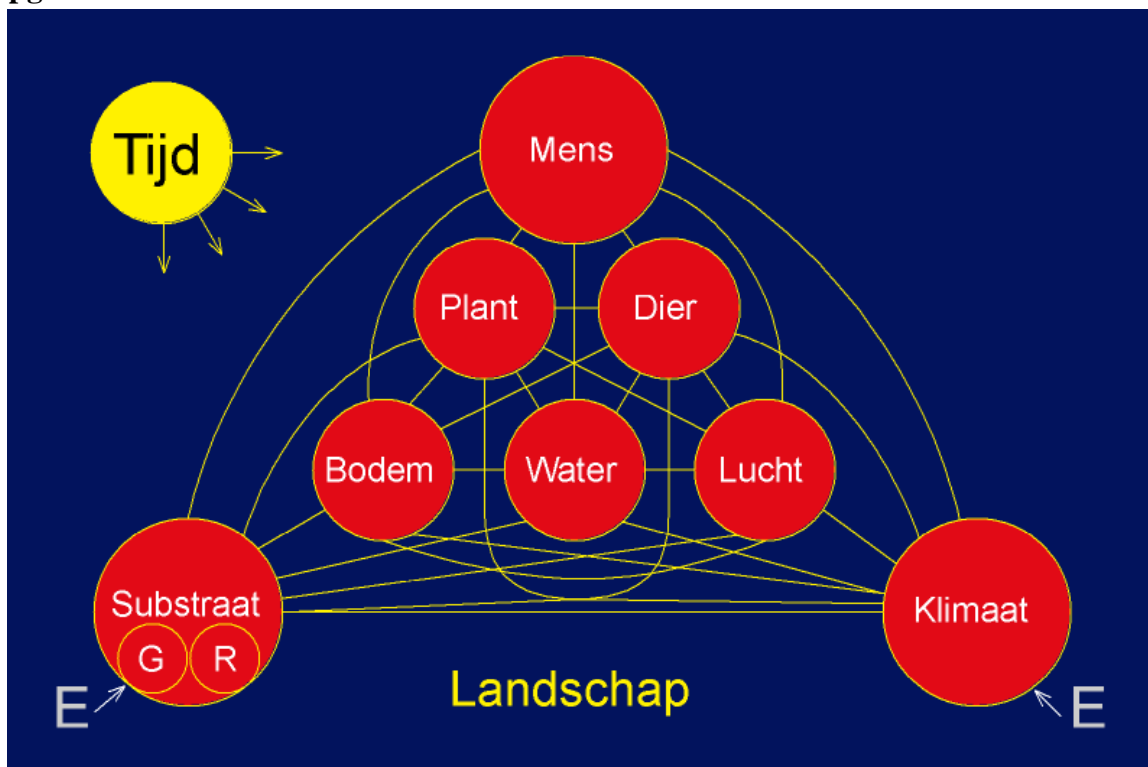 Tijd
Mens
Plant
Dier
Bodem
Water
Lucht
Substraat
Klimaat
G
R
Landschap
E
E